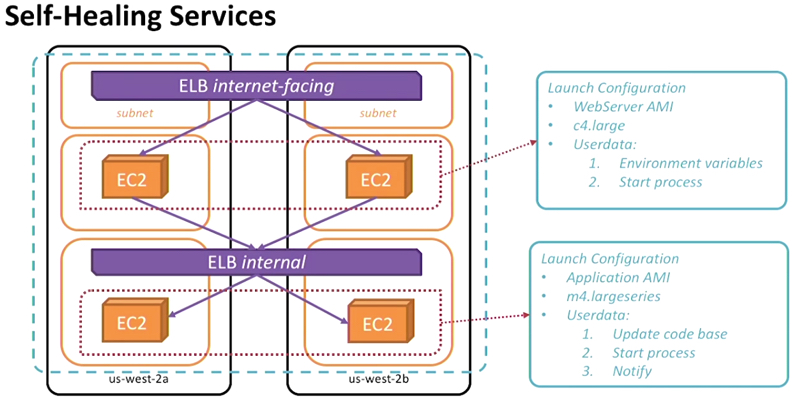 Self-Healing Services
ELB internet-facing
subnet
subnet
EC2
EC2
ELB internal
EC2
EC2
us-west-2a
us-west-2b
Launch Configuration
• WebServer AMI
• c4.large
• Userdata:
1. Environment variables
2. Start process
Launch Configuration
• Application AMI
• m4.largeseries
• Userdata:
1. Update code base
2. Start process
3. Notify